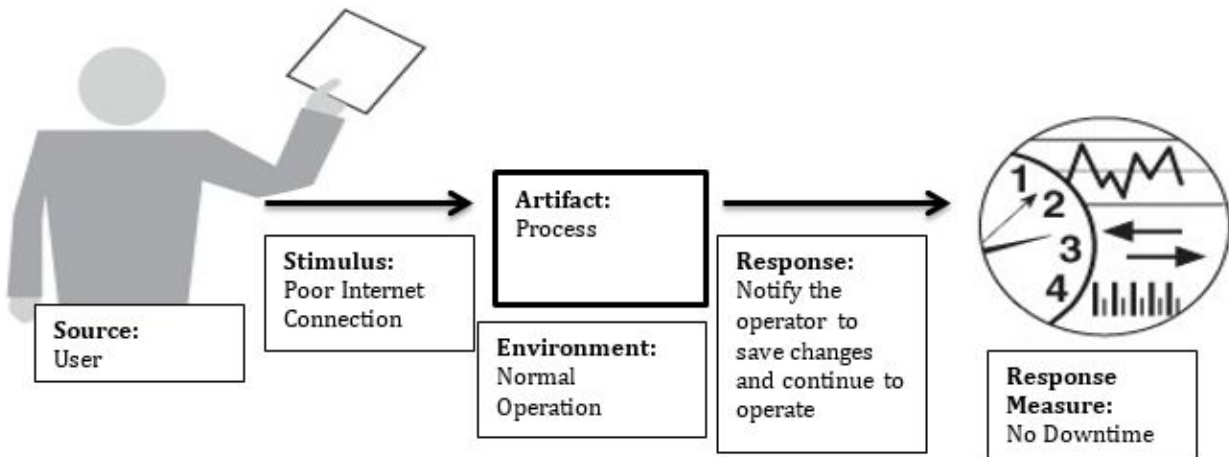 Source:
User
Stimulus:
Poor Internet
Connection
Artifact:
Process
Environment:
Normal
Operation
Response:
Notify the
operator to
save changes
and continue to
operate
1
2
3
4
Response
Measure:
No Downtime